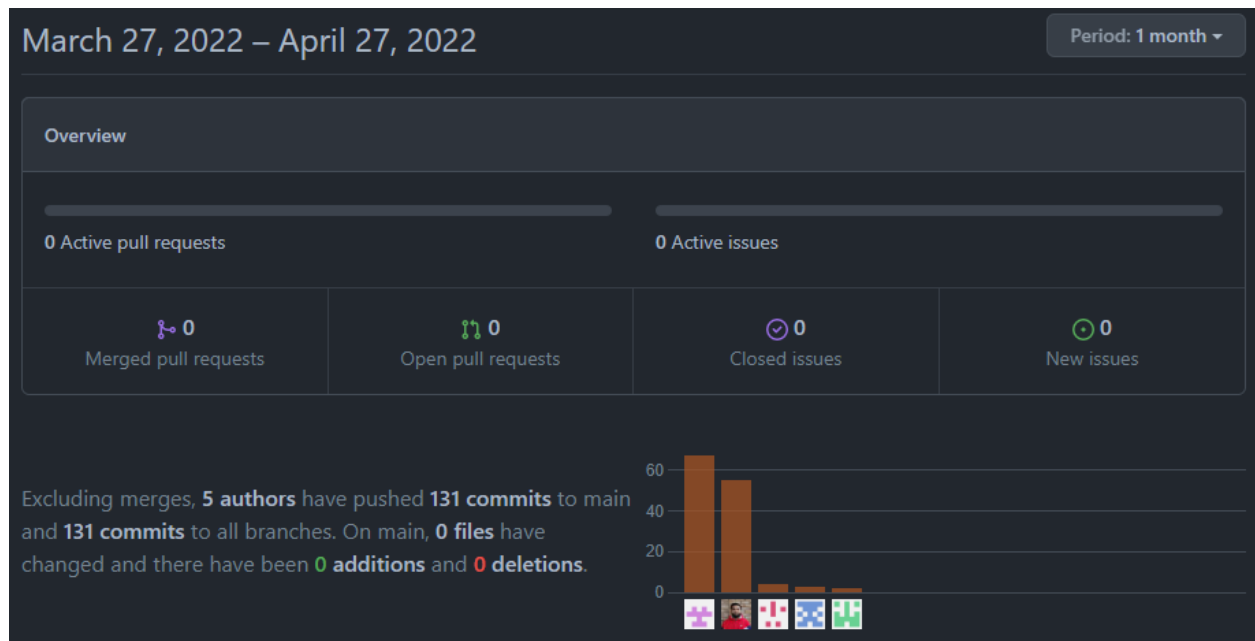 March 27, 2022 – April 27, 2022
Period: 1 month
Overview
0 Active pull requests
0 Active issues
0
Merged pull requests
0
Open pull requests
0
Closed issues
0
New issues
Excluding merges, 5 authors have pushed 131 commits to main
and 131 commits to all branches. On main, 0 files have
changed and there have been 0 additions and 0 deletions.
60
40
20
0